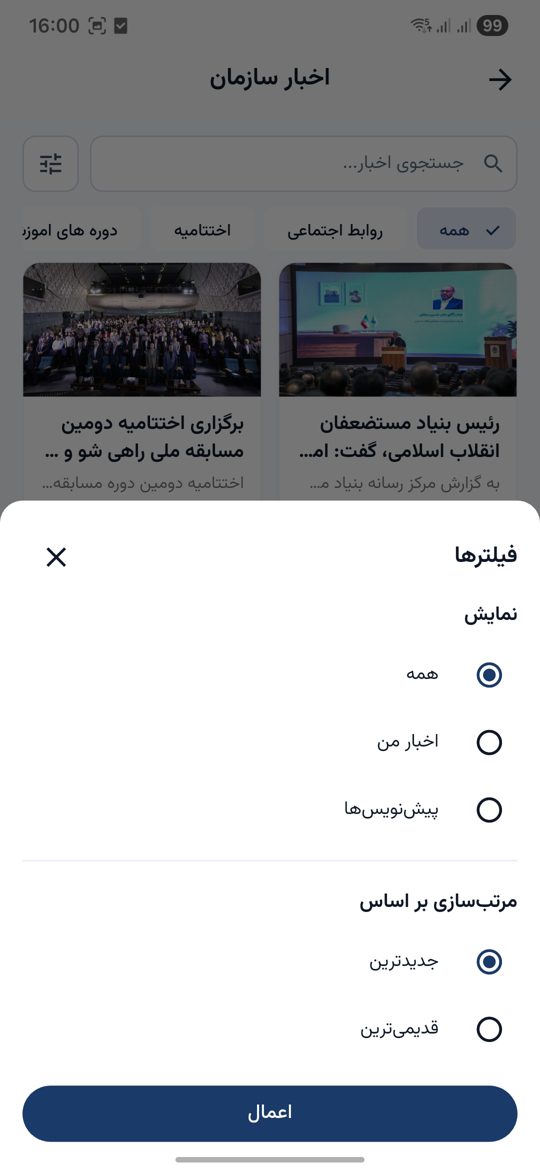 16:00
99
اخبار سازمان
جستجوی اخبار...
همه
روابط اجتماعی
اختتامیه
دوره های آموزش
رئیس بنیاد مستضعفان
انقلاب اسلامی، گفت: ام...
به گزارش مرکز رسانه بنیاد م...
برگزاری اختتامیه دومین
مسابقه ملی راهی شو و ...
اختتامیه دومین دوره مسابقه...
فیلترها
نمایش
همه
اخبار من
پیش‌نویس‌ها
مرتب‌سازی بر اساس
جدیدترین
قدیمی‌ترین
اعمال